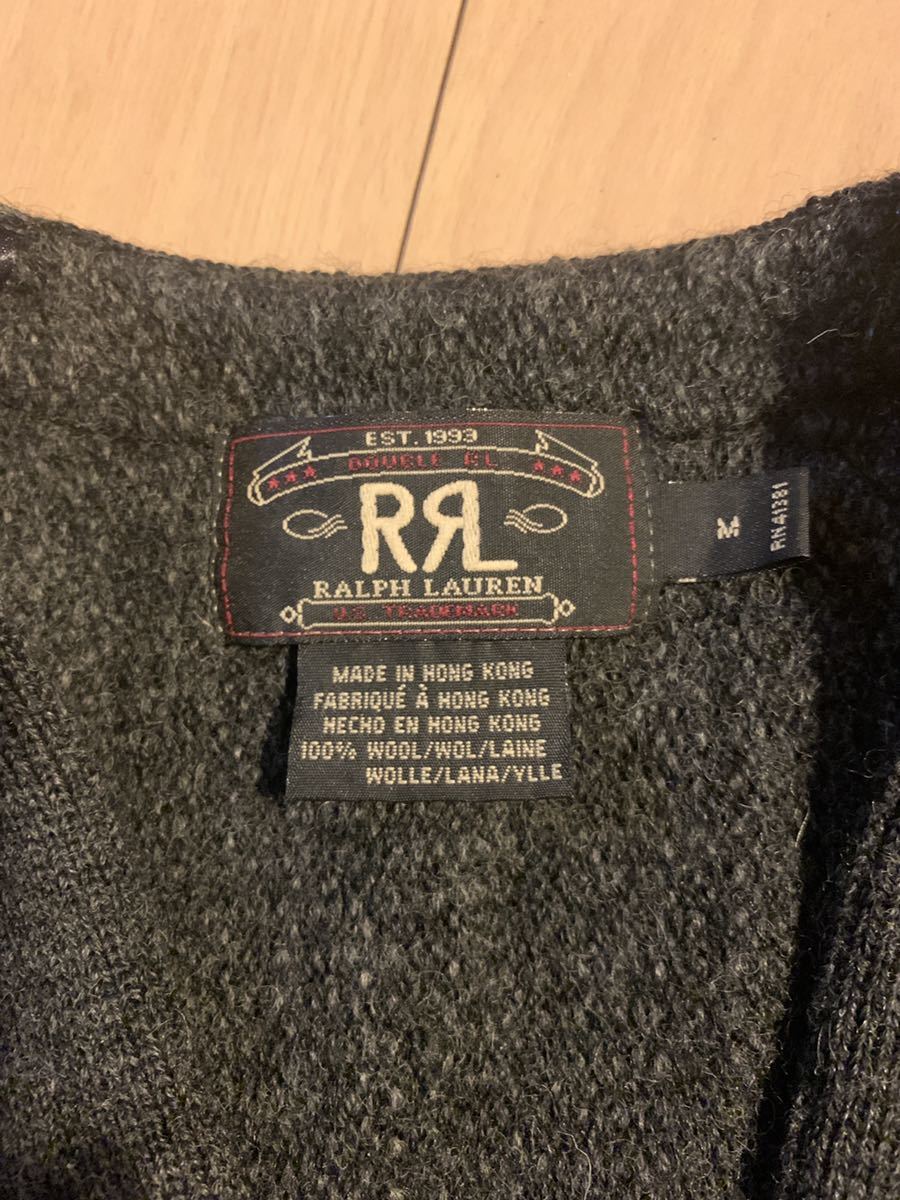 EST. 1993
DOUBLE RL
RRL
RALPH LAUREN
U.S. TRADEMARK
M
RN41381
MADE IN HONG KONG
FABRIQUÉ À HONG KONG
HECHO EN HONG KONG
100% WOOL/WOL/LAINE
WOLLE/LANA/YLLE